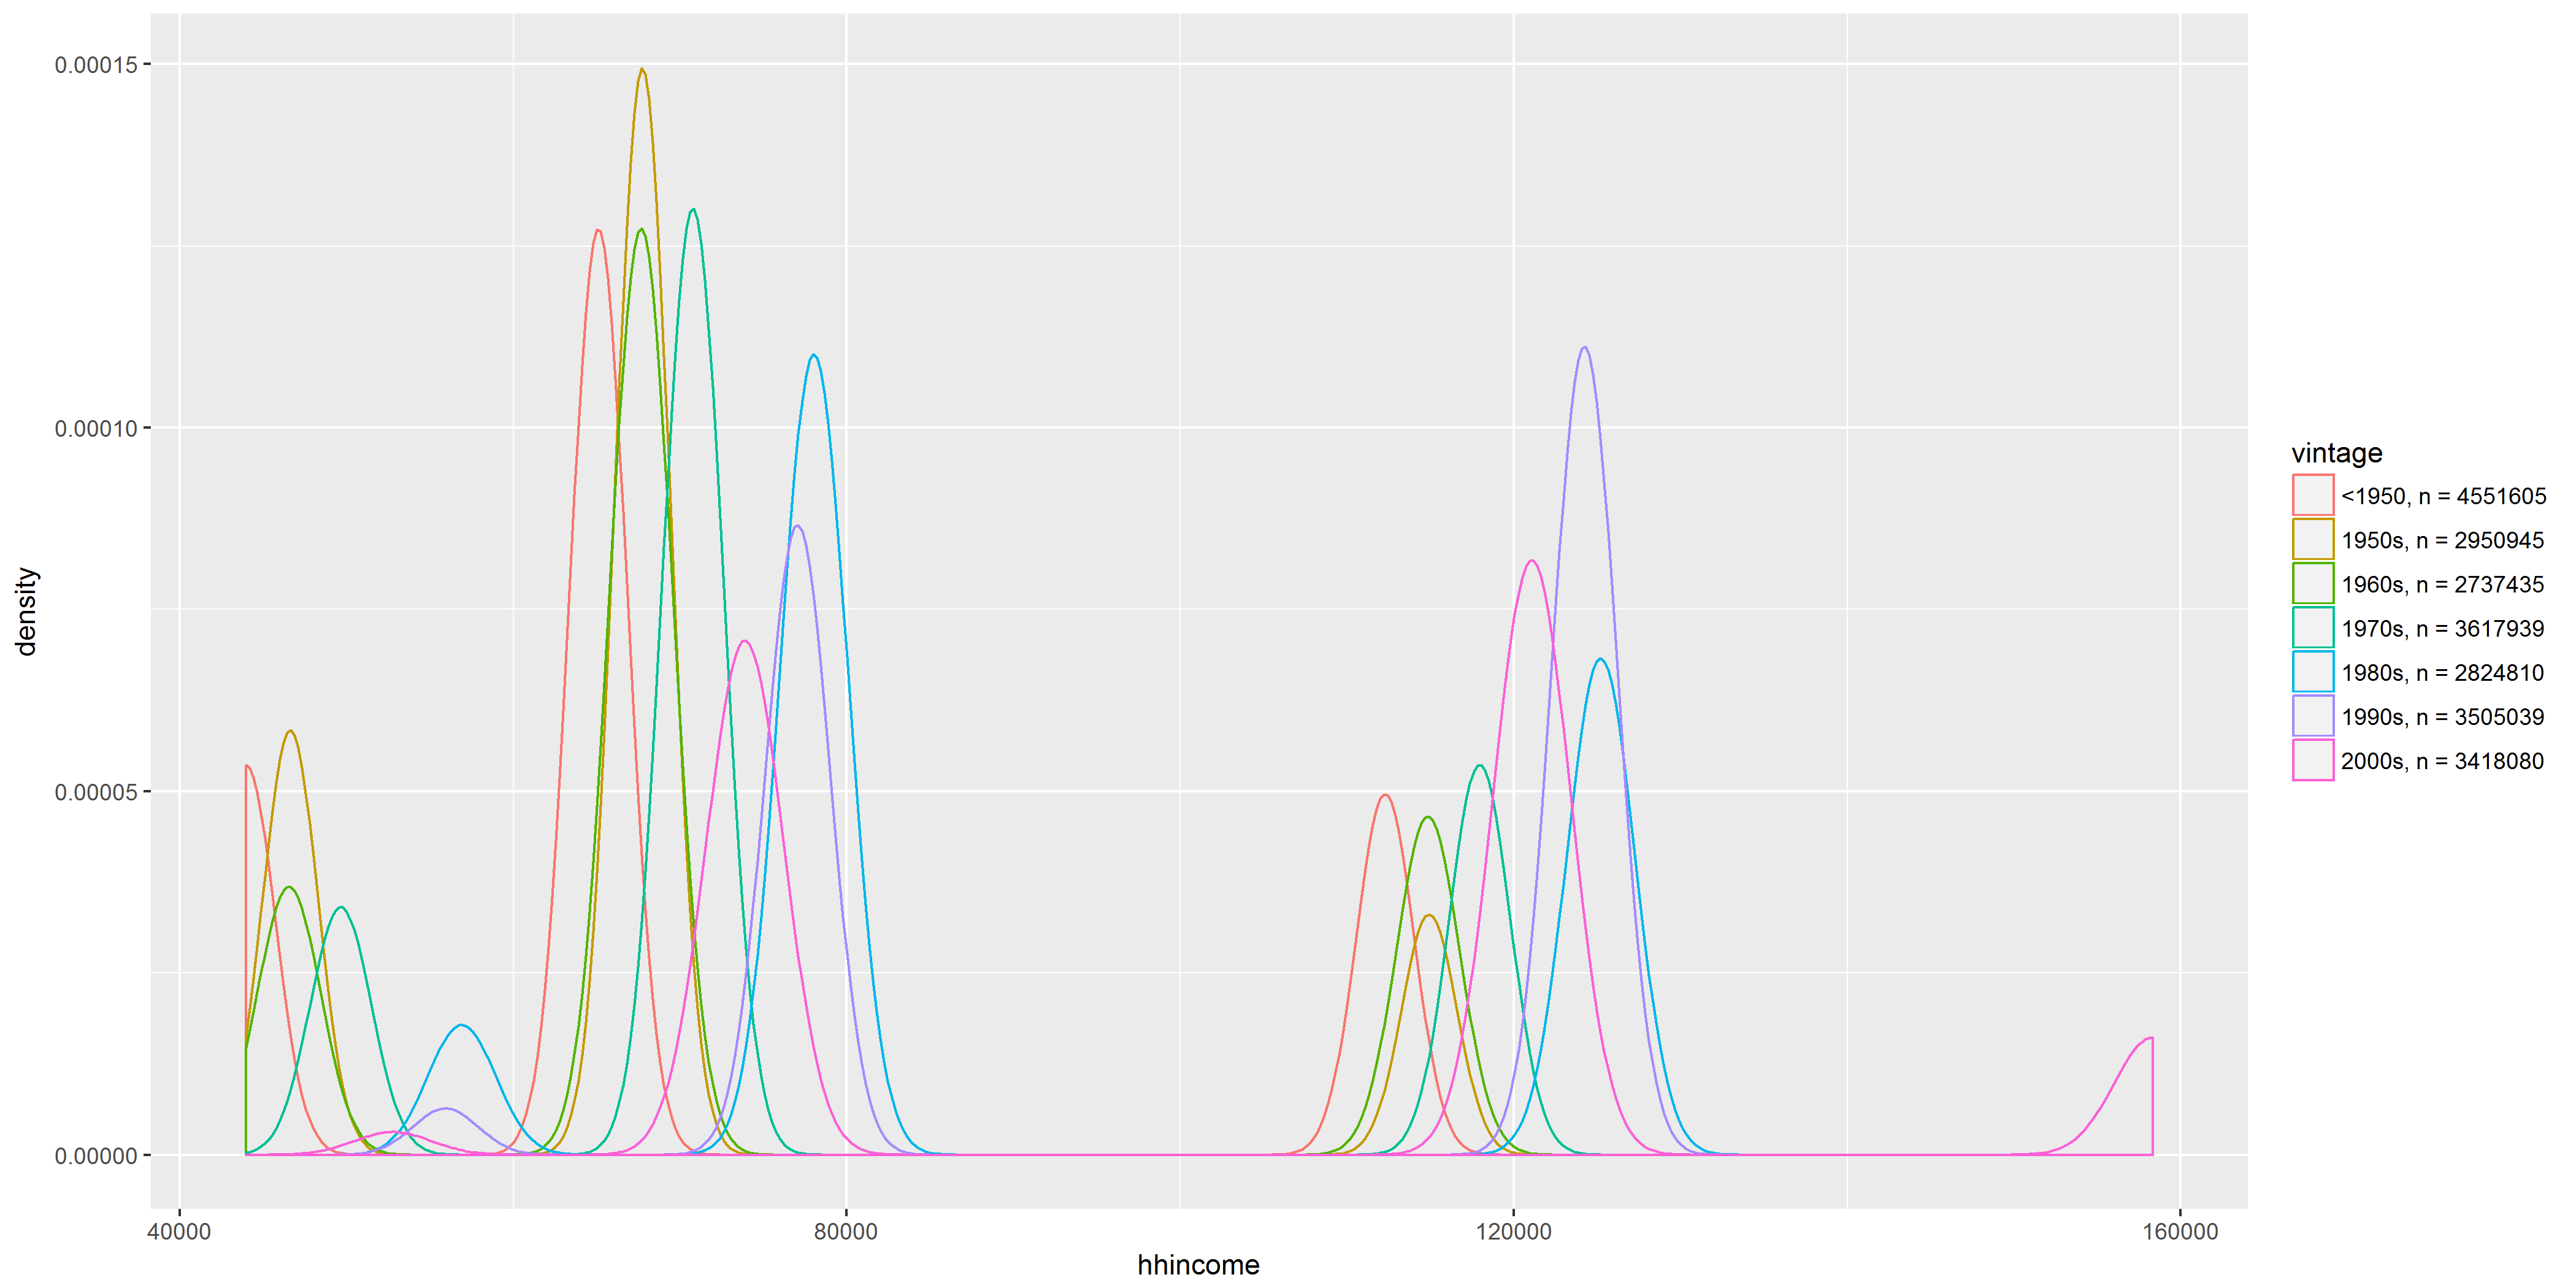 0.00015
0.00010
0.00005
0.00000
density
40000
80000
120000
160000
hhincome
vintage
<1950, n = 4551605
1950s, n = 2950945
1960s, n = 2737435
1970s, n = 3617939
1980s, n = 2824810
1990s, n = 3505039
2000s, n = 3418080